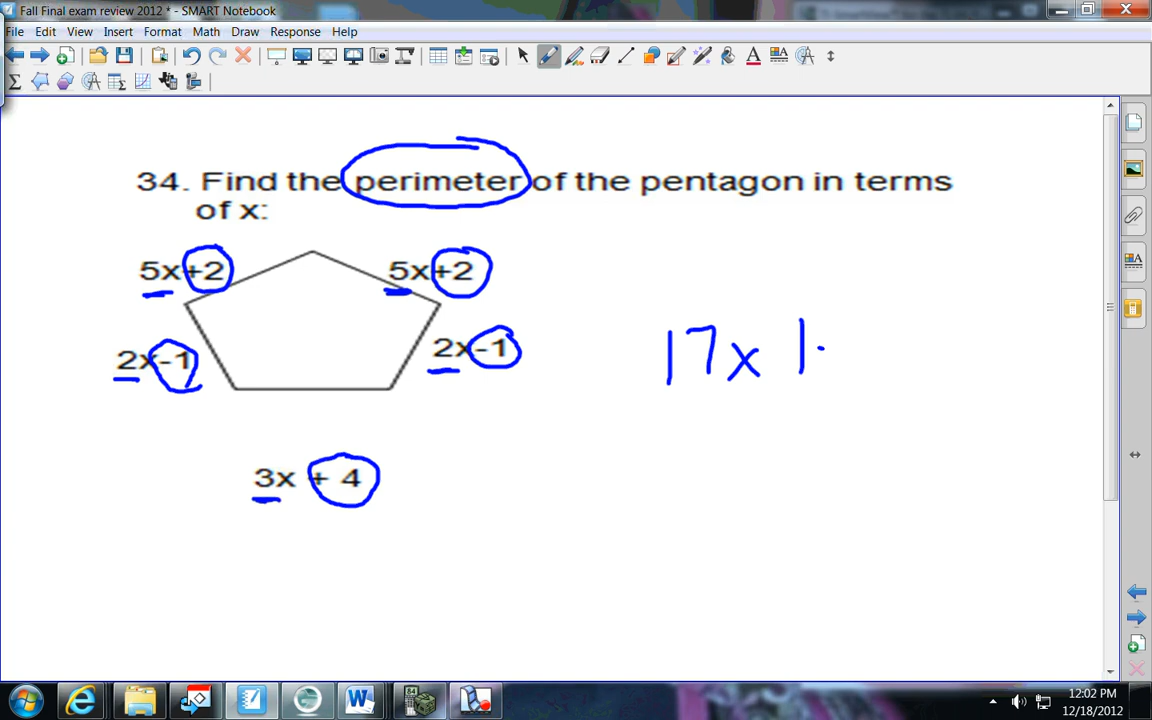 Fall Final exam review 2012 * - SMART Notebook
File Edit View Insert Format Math Draw Response Help
34. Find the perimeter of the pentagon in terms
of x:
5x+2 5x+2
2x-1 2x-1
17x
3x + 4
12:02 PM
12/18/2012